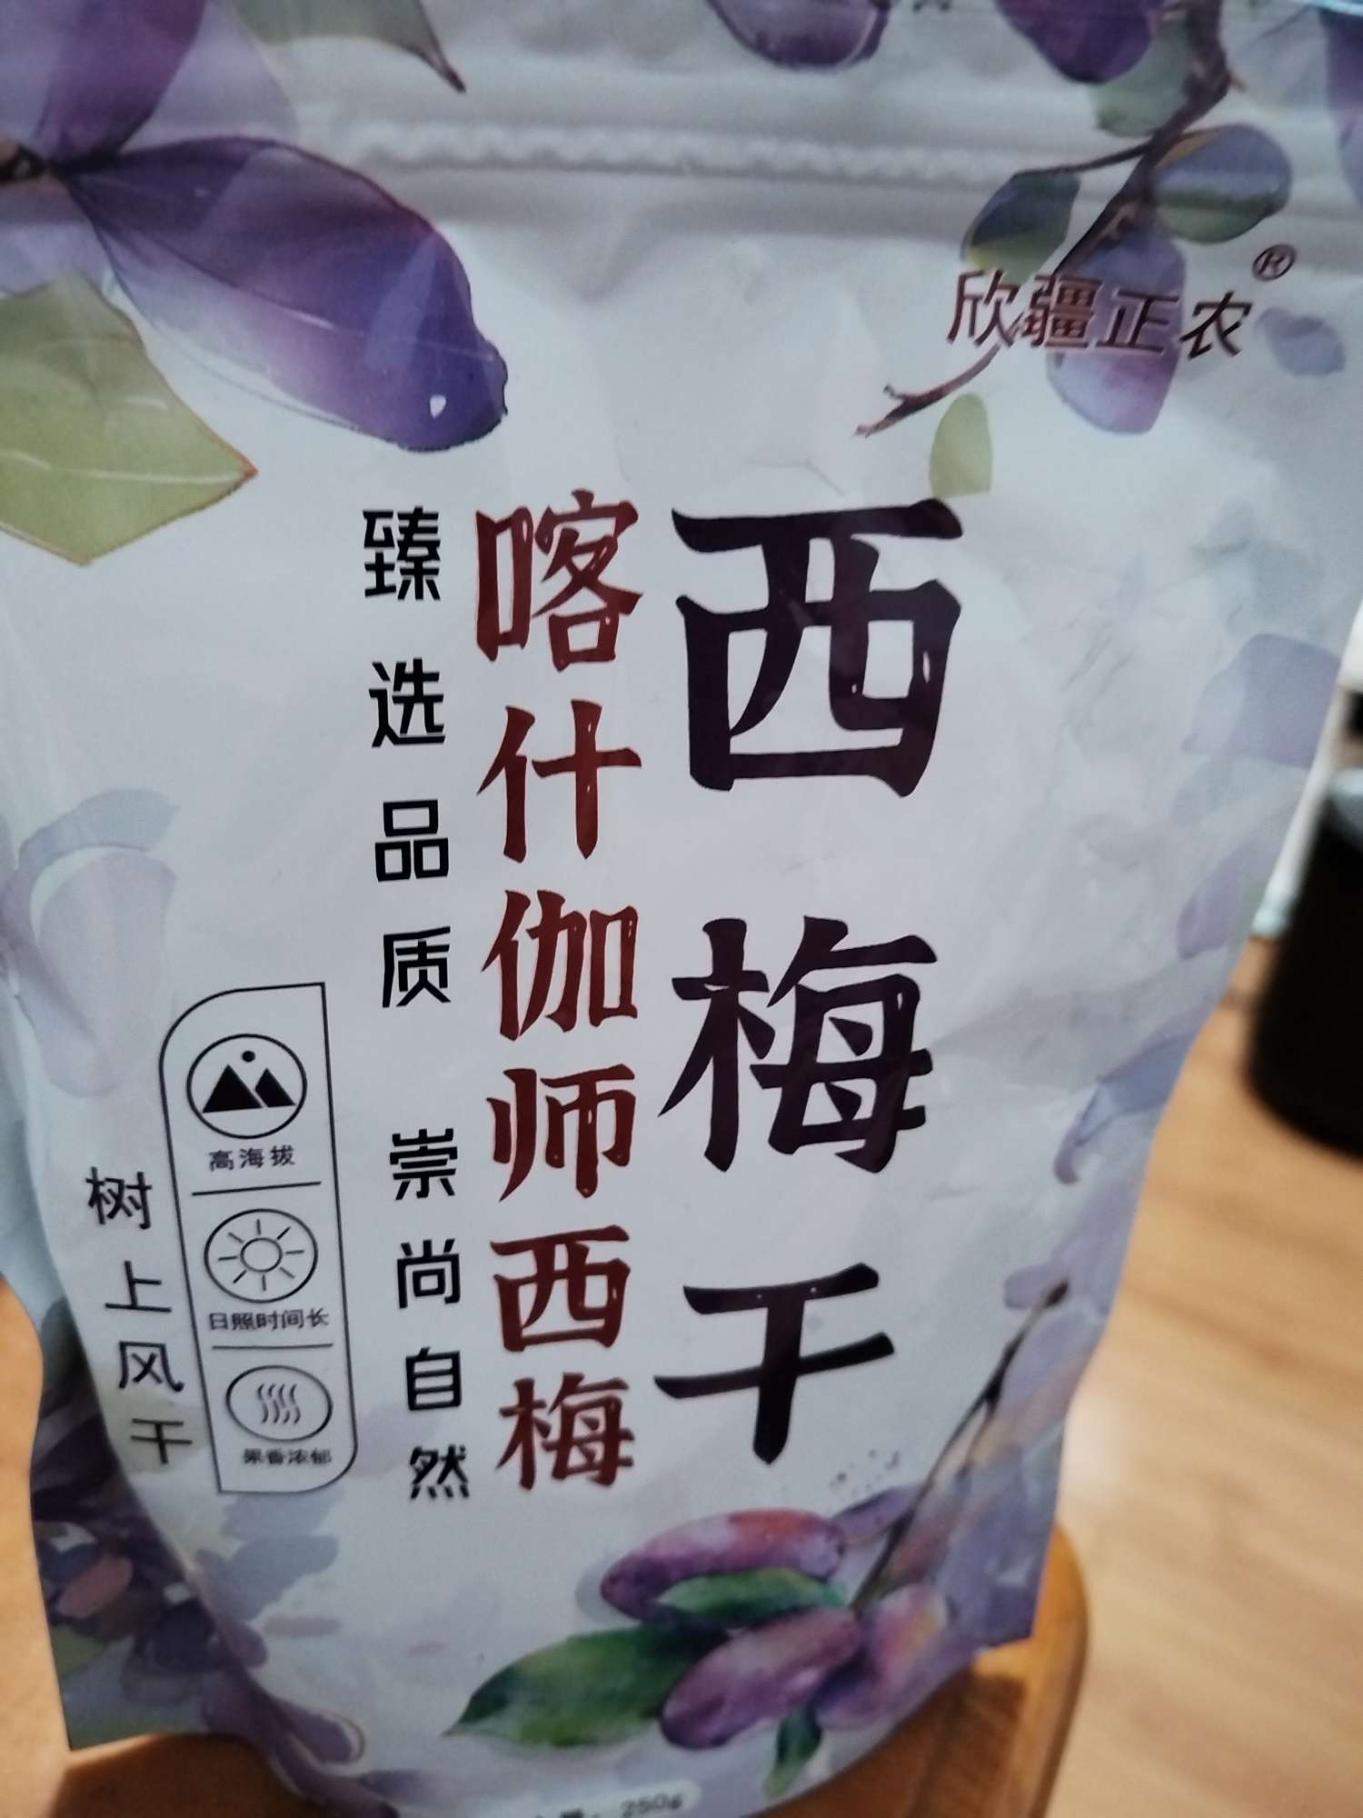 欣疆正农®
西梅干
喀什伽师西梅
臻选品质 崇尚自然
高海拔
日照时间长
果香浓郁
树上风干
250g